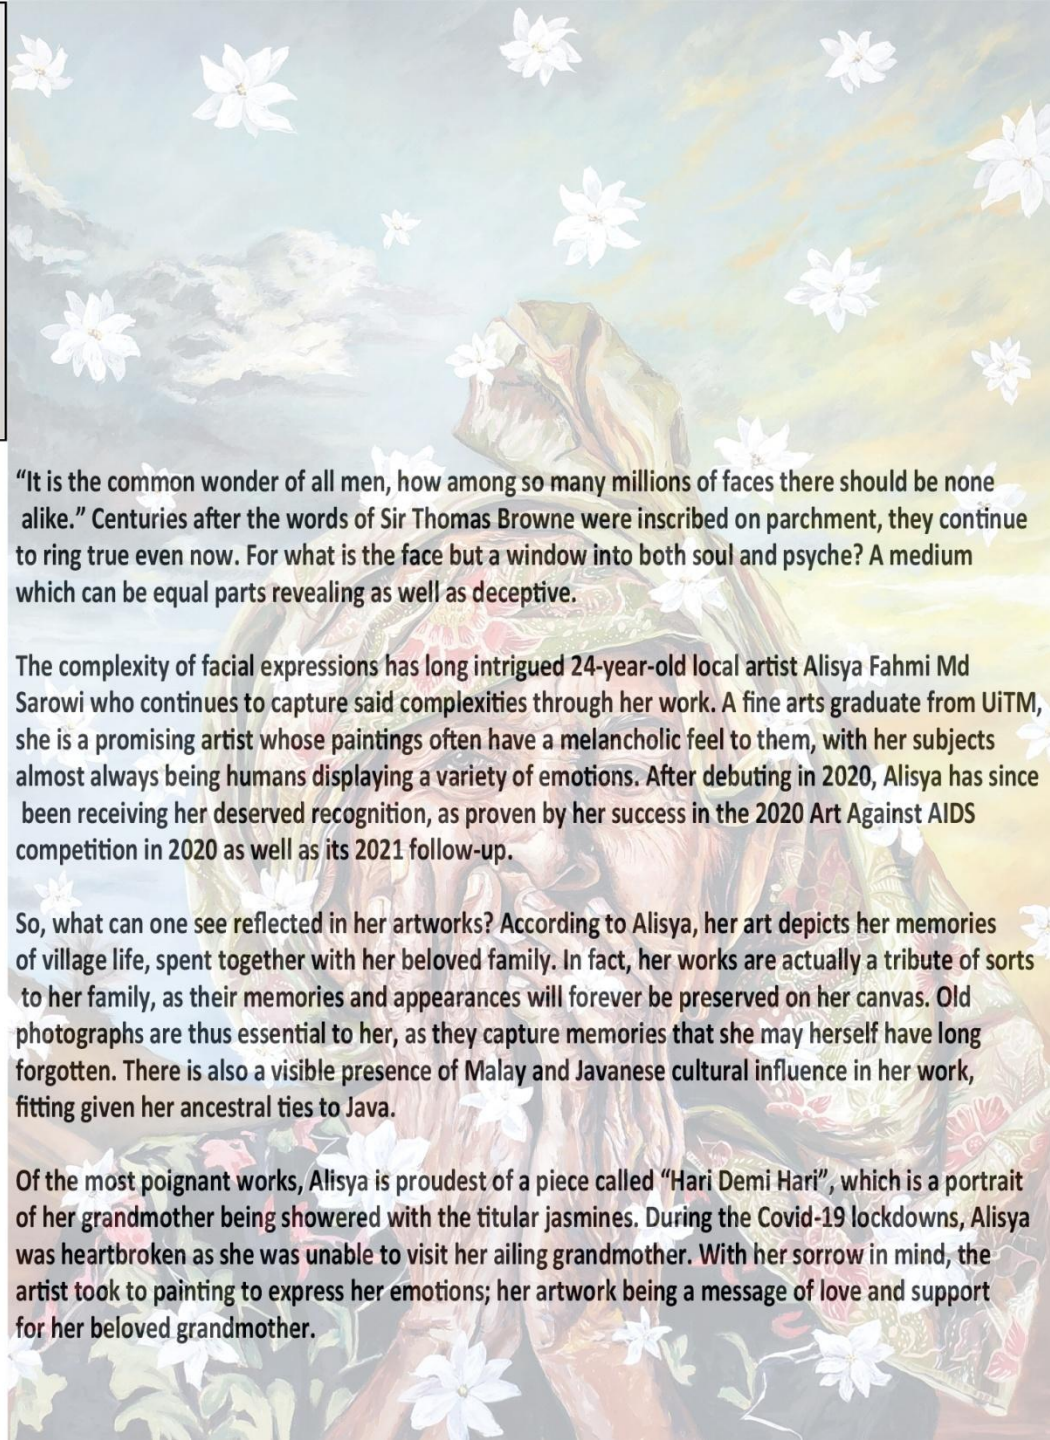 “It is the common wonder of all men, how among so many millions of faces there should be none
alike.” Centuries after the words of Sir Thomas Browne were inscribed on parchment, they continue
to ring true even now. For what is the face but a window into both soul and psyche? A medium
which can be equal parts revealing as well as deceptive.
The complexity of facial expressions has long intrigued 24-year-old local artist Alisya Fahmi Md
Sarowi who continues to capture said complexities through her work. A fine arts graduate from UiTM,
she is a promising artist whose paintings often have a melancholic feel to them, with her subjects
almost always being humans displaying a variety of emotions. After debuting in 2020, Alisya has since
been receiving her deserved recognition, as proven by her success in the 2020 Art Against AIDS
competition in 2020 as well as its 2021 follow-up.
So, what can one see reflected in her artworks? According to Alisya, her art depicts her memories
of village life, spent together with her beloved family. In fact, her works are actually a tribute of sorts
to her family, as their memories and appearances will forever be preserved on her canvas. Old
photographs are thus essential to her, as they capture memories that she may herself have long
forgotten. There is also a visible presence of Malay and Javanese cultural influence in her work,
fitting given her ancestral ties to Java.
Of the most poignant works, Alisya is proudest of a piece called “Hari Demi Hari”, which is a portrait
of her grandmother being showered with the titular jasmines. During the Covid-19 lockdowns, Alisya
was heartbroken as she was unable to visit her ailing grandmother. With her sorrow in mind, the
artist took to painting to express her emotions; her artwork being a message of love and support
for her beloved grandmother.